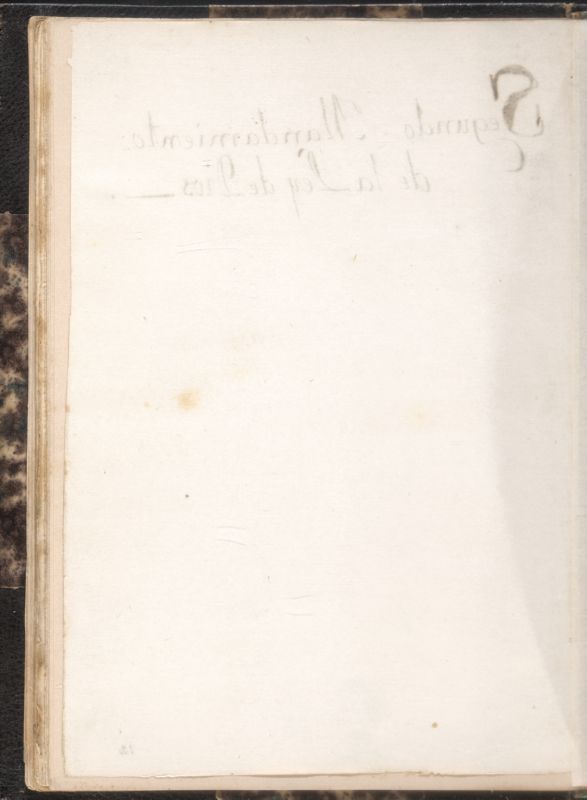 Segundo Mandamiento
de la Ley de Dios